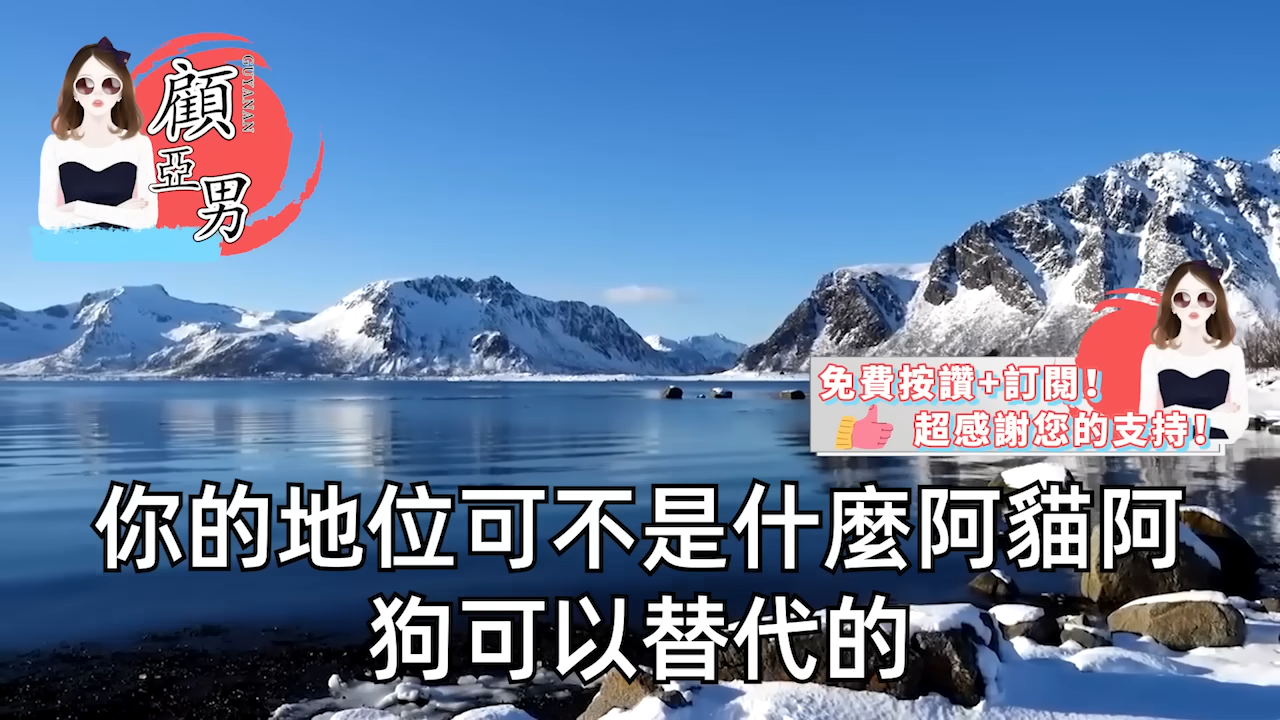 顧亞男
GUYANAN
免費按讚+訂閱！
超感謝您的支持！
你的地位可不是什麼阿貓阿
狗可以替代的